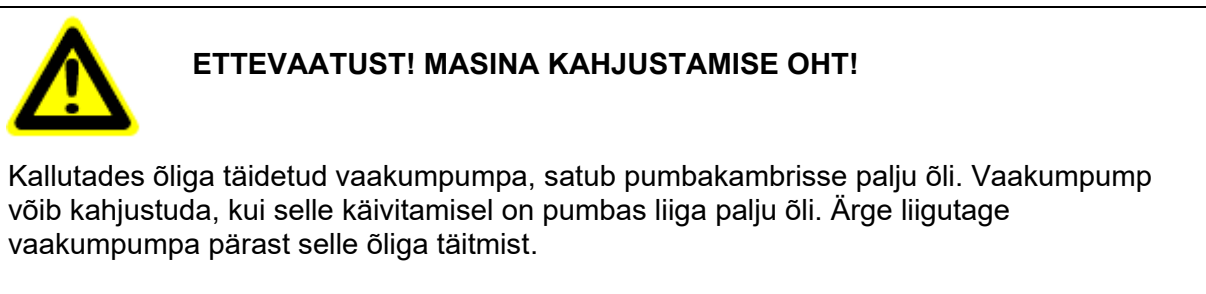 ETTEVAATUST! MASINA KAHJUSTAMISE OHT!
Kallutades õliga täidetud vaakumpumpa, satub pumbakambrisse palju õli. Vaakumpump
võib kahjustuda, kui selle käivitamisel on pumbas liiga palju õli. Ärge liigutage
vaakumpumpa pärast selle õliga täitmist.